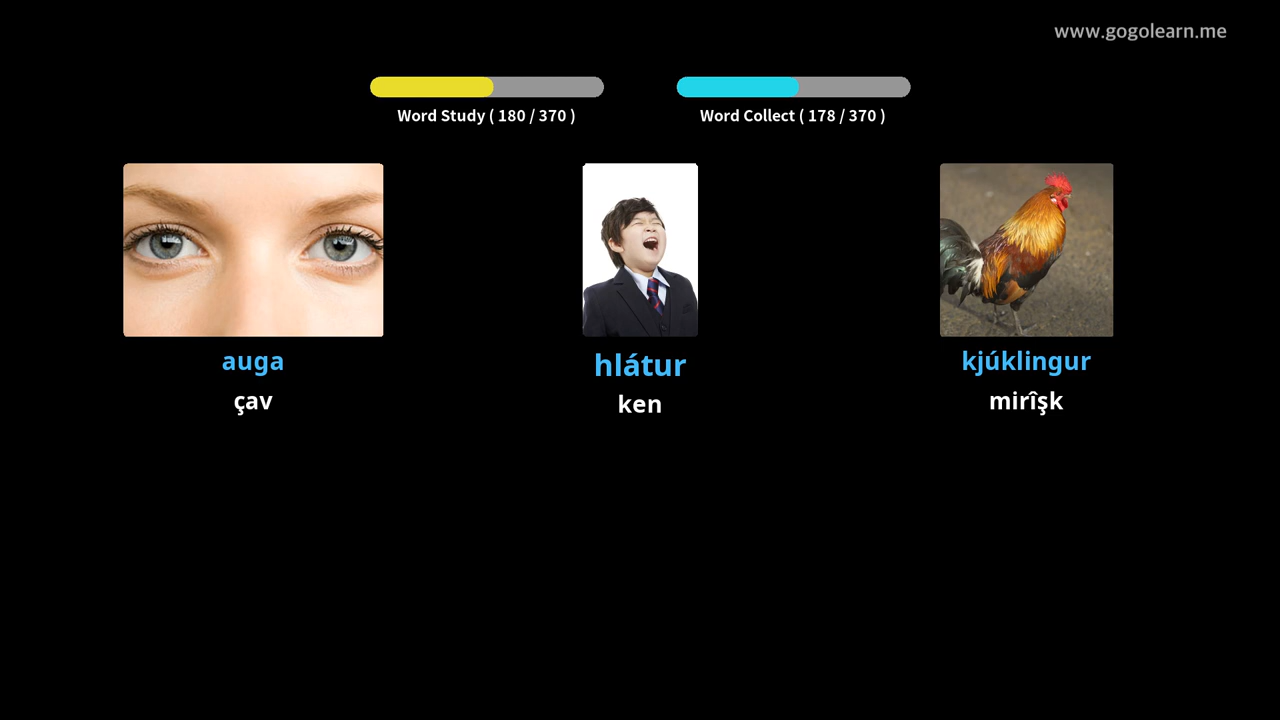 www.gogolearn.me
Word Study ( 180 / 370 )
Word Collect ( 178 / 370 )
auga
hlátur
kjúklingur
çav
ken
mirîşk